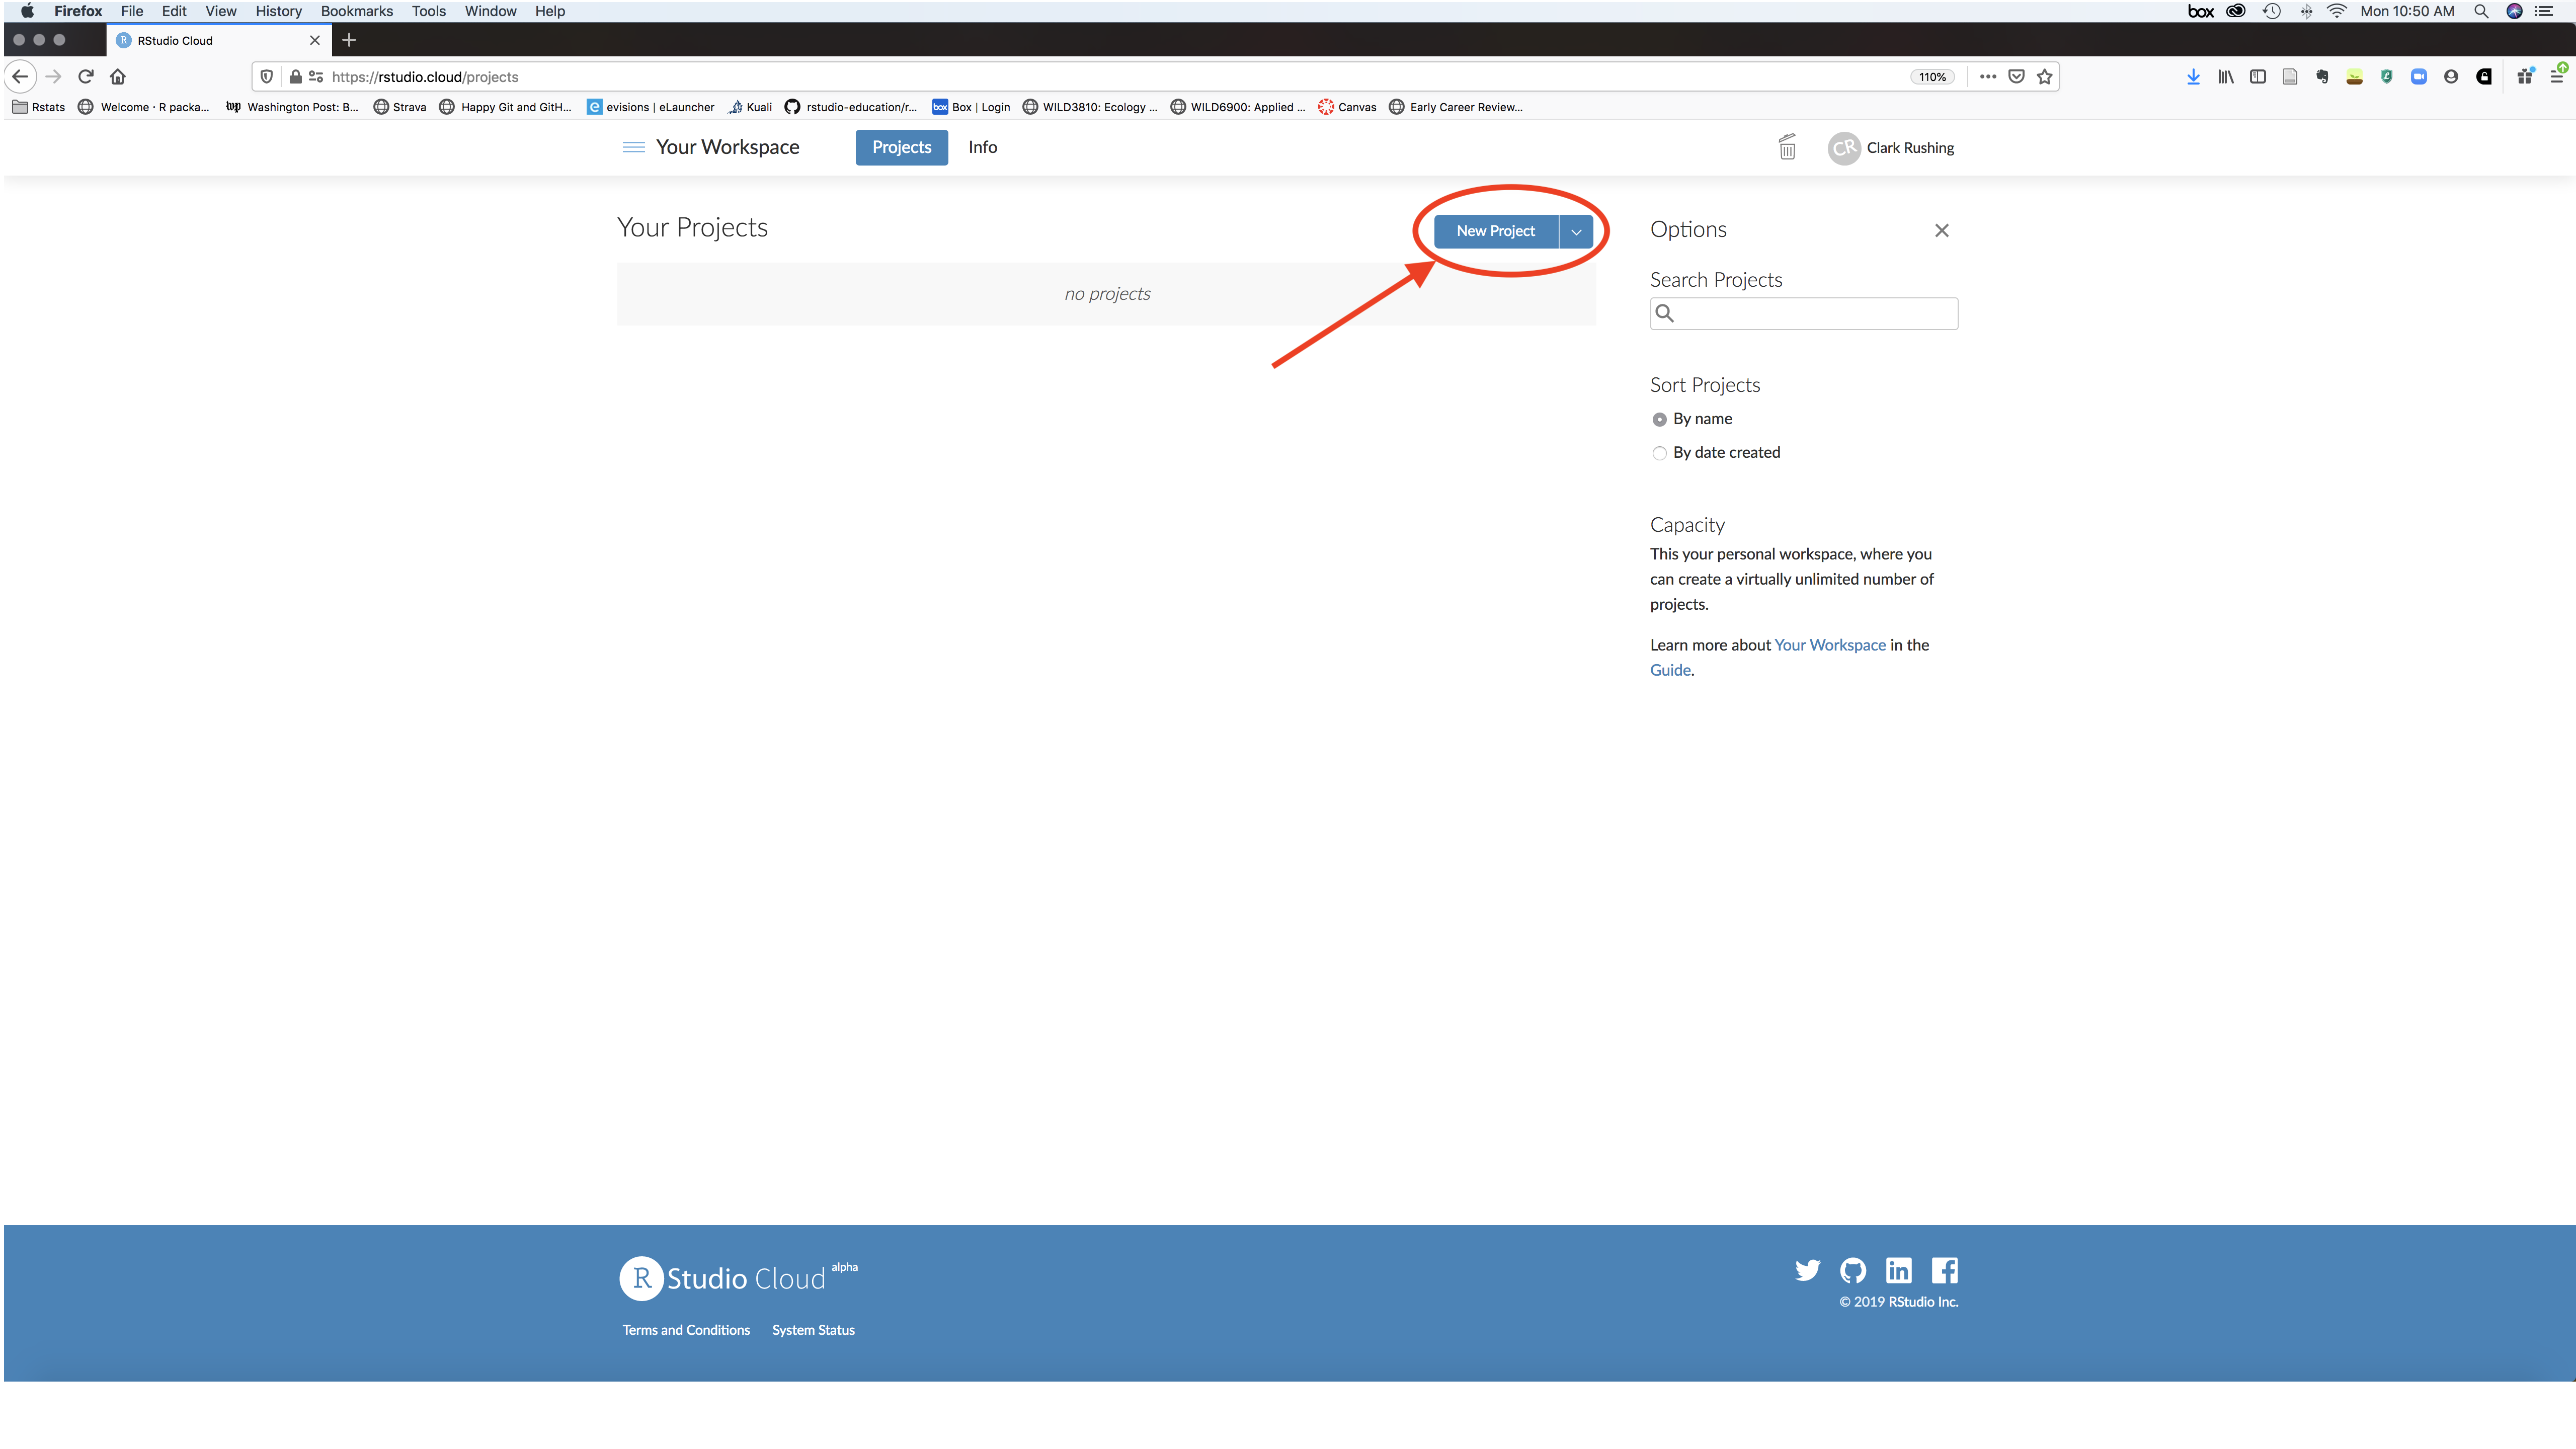 Firefox File Edit View History Bookmarks Tools Window Help box Mon 10:50 AM
R RStudio Cloud
https://rstudio.cloud/projects 110%
Rstats Welcome · R packa... wp Washington Post: B... Strava Happy Git and GitH... e evisions | eLauncher Kuali rstudio-education/r... box Box | Login WILD3810: Ecology ... WILD6900: Applied ... Canvas Early Career Review...
Your Workspace Projects Info CR Clark Rushing
Your Projects New Project Options
no projects
Search Projects
Sort Projects
By name
By date created
Capacity
This your personal workspace, where you
can create a virtually unlimited number of
projects.
Learn more about Your Workspace in the
Guide.
R Studio Cloud alpha
in f
© 2019 RStudio Inc.
Terms and Conditions System Status